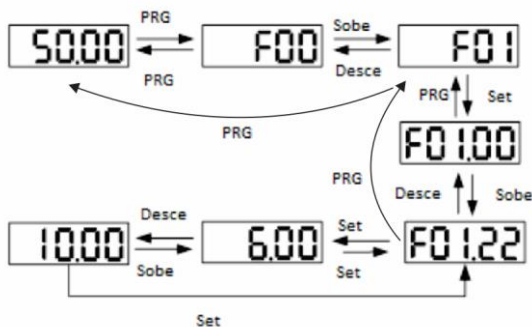 PRG
Sobe
50.00
F00
F01
PRG
Desce
PRG
PRG
Set
F01.00
PRG
Desce
Sobe
Desce
Set
10.00
6.00
F01.22
Sobe
Set
Set